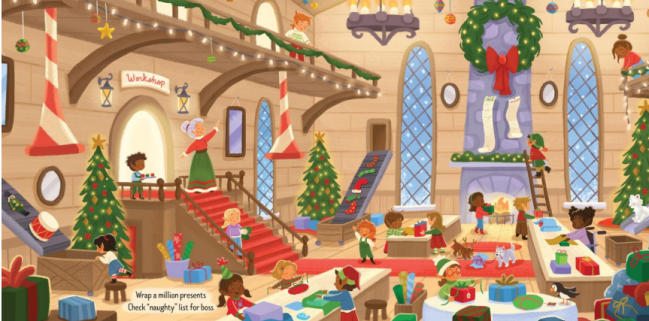 Workshop
Wrap a million presents
Check "naughty" list for boss